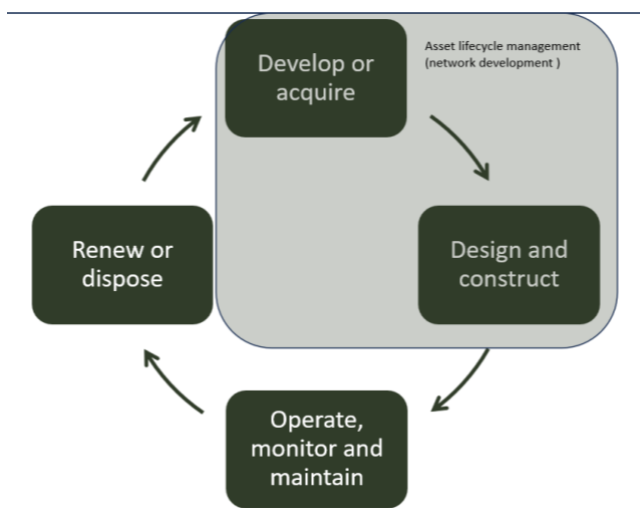 Develop or
acquire
Asset lifecycle management
(network development )
Design and
construct
Operate,
monitor and
maintain
Renew or
dispose